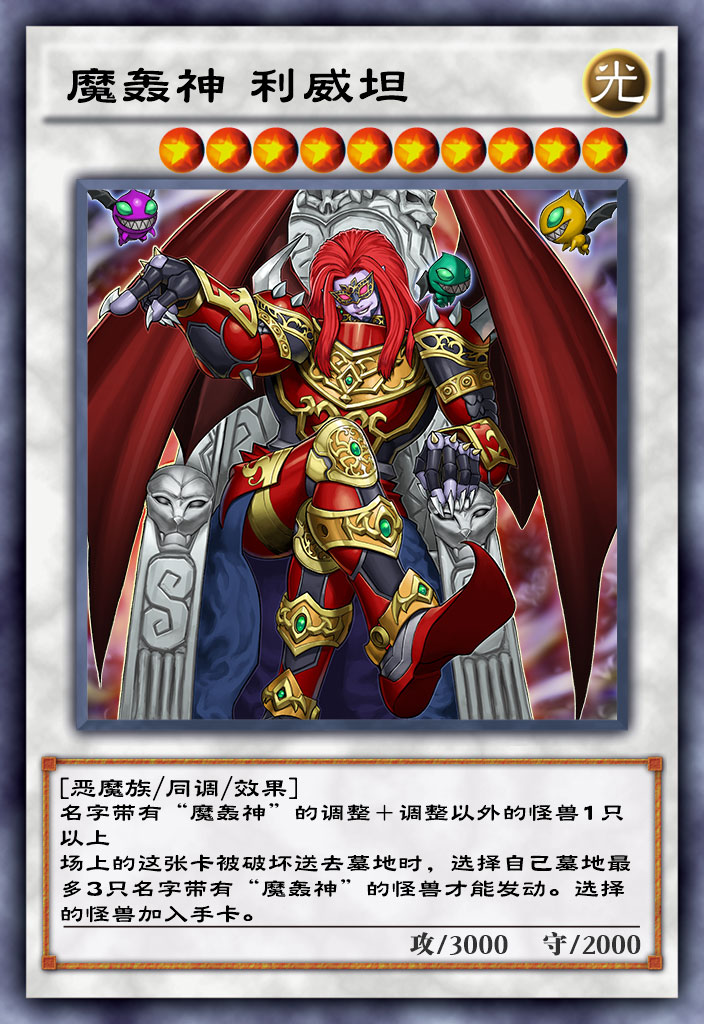 魔轰神 利威坦
光
[恶魔族/同调/效果]
名字带有“魔轰神”的调整＋调整以外的怪兽1只
以上
场上的这张卡被破坏送去墓地时，选择自己墓地最
多3只名字带有“魔轰神”的怪兽才能发动。选择
的怪兽加入手卡。
攻/3000 守/2000